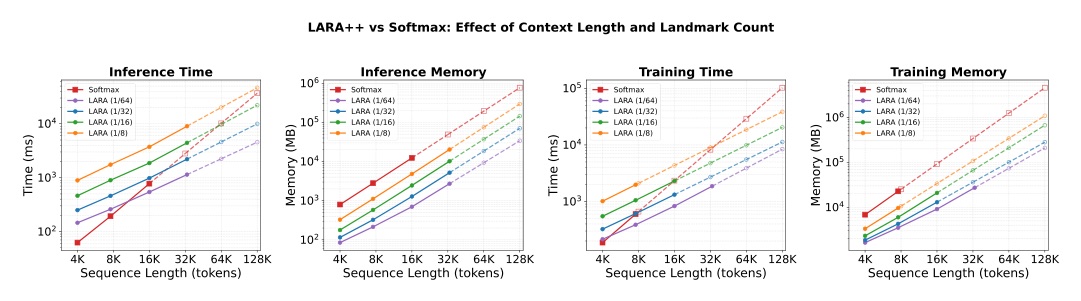 LARA++ vs Softmax: Effect of Context Length and Landmark Count
Inference Time
Softmax
LARA (1/64)
LARA (1/32)
LARA (1/16)
LARA (1/8)
Time (ms)
10^4
10^3
10^2
4K 8K 16K 32K 64K 128K
Sequence Length (tokens)
Inference Memory
Softmax
LARA (1/64)
LARA (1/32)
LARA (1/16)
LARA (1/8)
Memory (MB)
10^6
10^5
10^4
10^3
10^2
4K 8K 16K 32K 64K 128K
Sequence Length (tokens)
Training Time
Softmax
LARA (1/64)
LARA (1/32)
LARA (1/16)
LARA (1/8)
Time (ms)
10^5
10^4
10^3
4K 8K 16K 32K 64K 128K
Sequence Length (tokens)
Training Memory
Softmax
LARA (1/64)
LARA (1/32)
LARA (1/16)
LARA (1/8)
Memory (MB)
10^6
10^5
10^4
4K 8K 16K 32K 64K 128K
Sequence Length (tokens)